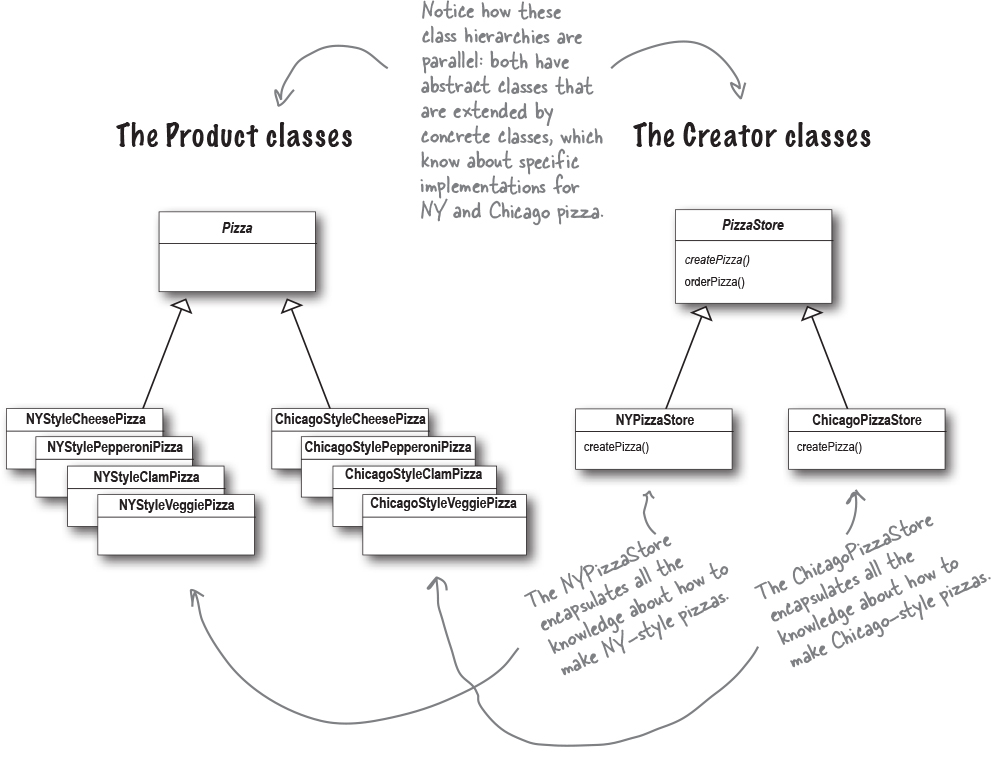 Notice how these
class hierarchies are
parallel: both have
abstract classes that
are extended by
concrete classes, which
know about specific
implementations for
NY and Chicago pizza.
The Product classes
The Creator classes
Pizza
PizzaStore
createPizza()
orderPizza()
NYStyleCheesePizza
NYStylePepperoniPizza
NYStyleClamPizza
NYStyleVeggiePizza
ChicagoStyleCheesePizza
ChicagoStylePepperoniPizza
ChicagoStyleClamPizza
ChicagoStyleVeggiePizza
NYPizzaStore
createPizza()
ChicagoPizzaStore
createPizza()
The NYPizzaStore
encapsulates all the
knowledge about how to
make NY-style pizzas.
The ChicagoPizzaStore
encapsulates all the
knowledge about how to
make Chicago-style pizzas.